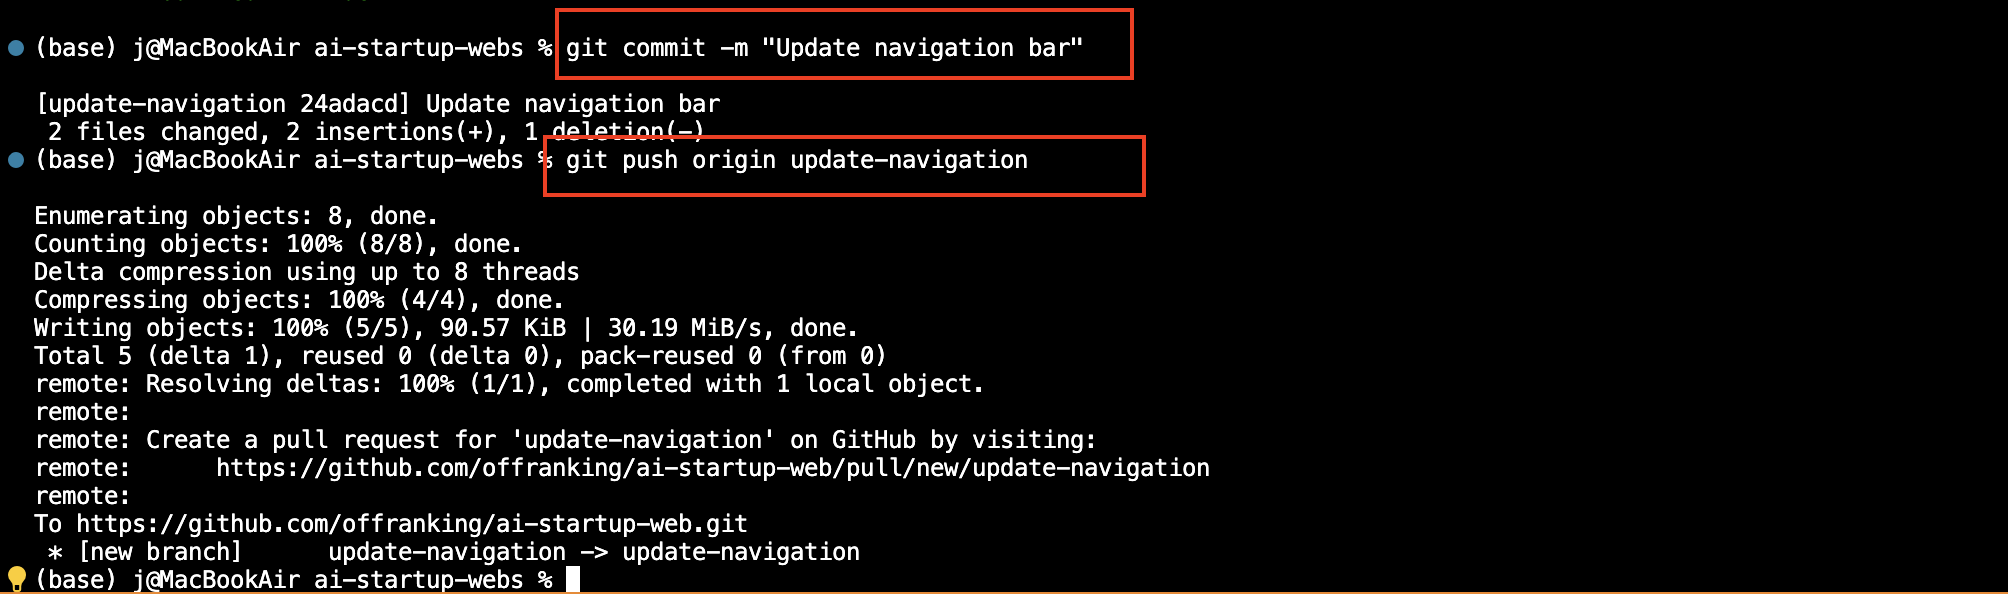 (base) j@MacBookAir ai-startup-webs % git commit -m "Update navigation bar"
[update-navigation 24adacd] Update navigation bar
2 files changed, 2 insertions(+), 1 deletion(-)
(base) j@MacBookAir ai-startup-webs % git push origin update-navigation
Enumerating objects: 8, done.
Counting objects: 100% (8/8), done.
Delta compression using up to 8 threads
Compressing objects: 100% (4/4), done.
Writing objects: 100% (5/5), 90.57 KiB | 30.19 MiB/s, done.
Total 5 (delta 1), reused 0 (delta 0), pack-reused 0 (from 0)
remote: Resolving deltas: 100% (1/1), completed with 1 local object.
remote:
remote: Create a pull request for 'update-navigation' on GitHub by visiting:
remote:      https://github.com/offranking/ai-startup-web/pull/new/update-navigation
remote:
To https://github.com/offranking/ai-startup-web.git
* [new branch]      update-navigation -> update-navigation
(base) j@MacBookAir ai-startup-webs %